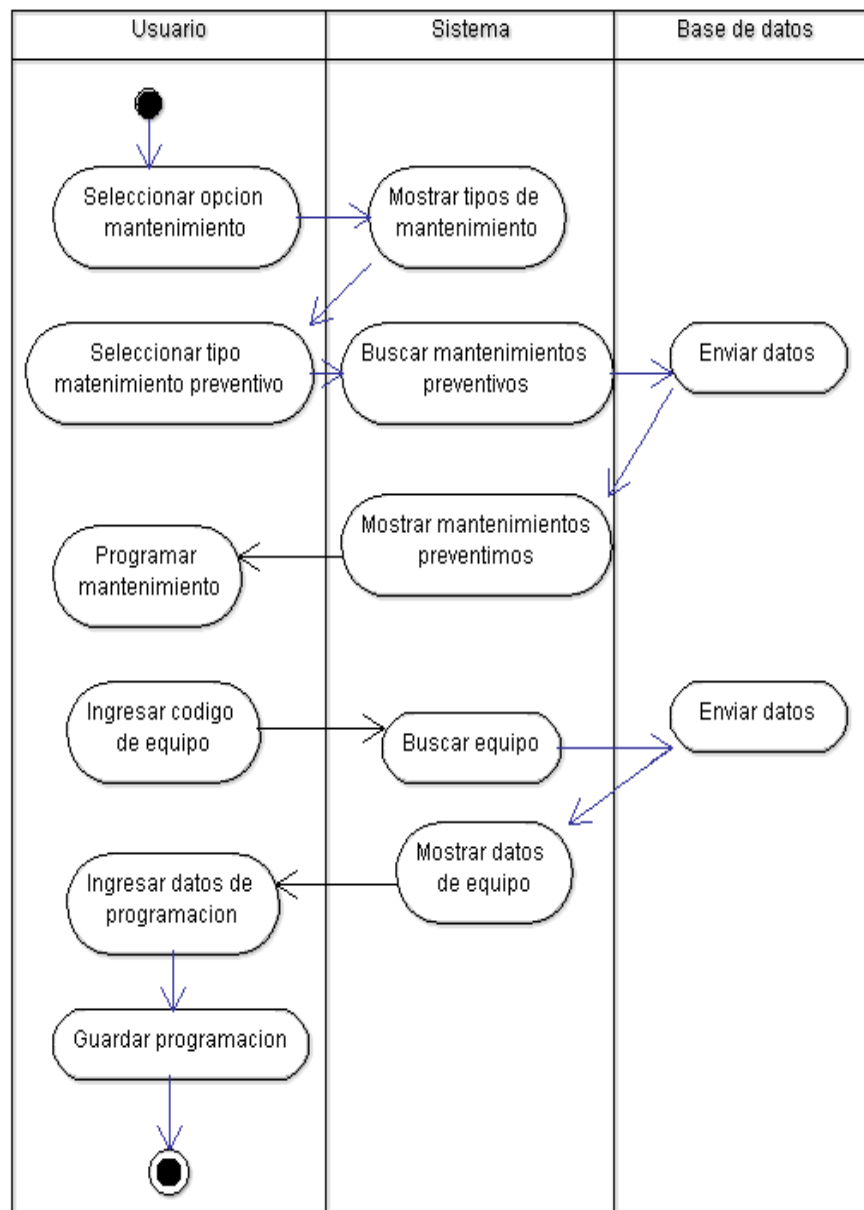 Usuario
Sistema
Base de datos
Seleccionar opcion
mantenimiento
Mostrar tipos de
mantenimiento
Seleccionar tipo
matenimiento preventivo
Buscar mantenimientos
preventivos
Enviar datos
Mostrar mantenimientos
preventimos
Programar
mantenimiento
Ingresar codigo
de equipo
Buscar equipo
Enviar datos
Mostrar datos
de equipo
Ingresar datos de
programacion
Guardar programacion